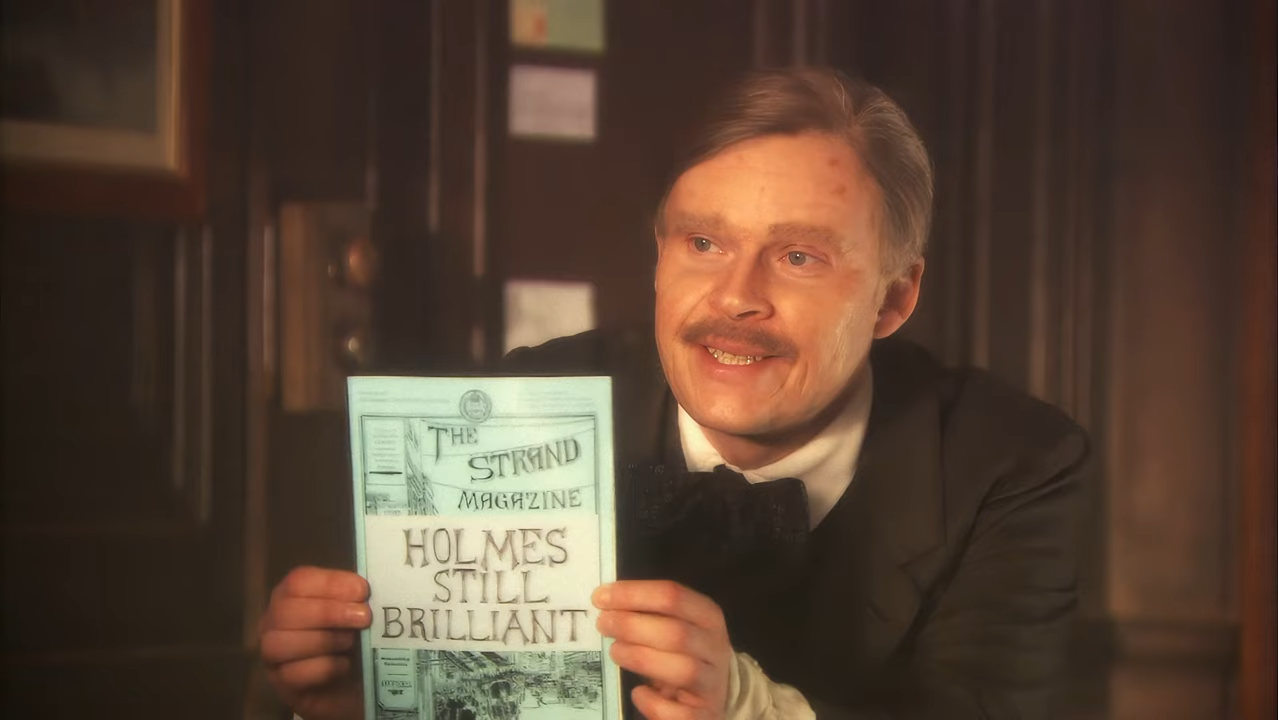 THE
STRAND
MAGAZINE
HOLMES
STILL
BRILLIANT